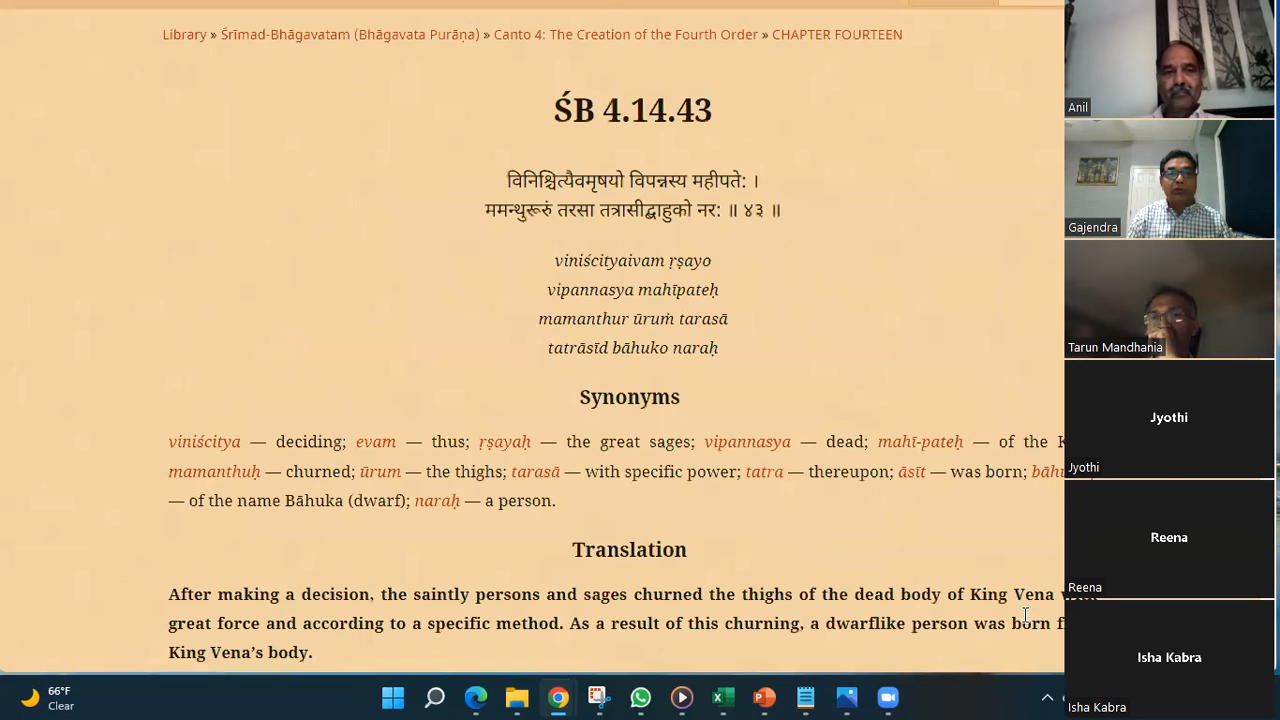 Library » Śrīmad-Bhāgavatam (Bhāgavata Purāṇa) » Canto 4: The Creation of the Fourth Order » CHAPTER FOURTEEN
ŚB 4.14.43
विनिश्चित्यैवमृषयो विपन्नस्य महीपते: ।
ममन्थुरूरुं तरसा तत्रासीद्बाहुको नर: ॥ ४३ ॥
viniścityaivam ṛṣayo
vipannasya mahīpateḥ
mamanthur ūruṁ tarasā
tatrāsīd bāhuko naraḥ
Synonyms
viniścitya — deciding; evam — thus; ṛṣayaḥ — the great sages; vipannasya — dead; mahī-pateḥ — of the
mamanthuḥ — churned; ūrum — the thighs; tarasā — with specific power; tatra — thereupon; āsīt — was born;
— of the name Bāhuka (dwarf); naraḥ — a person.
Translation
After making a decision, the saintly persons and sages churned the thighs of the dead body of King Vena
great force and according to a specific method. As a result of this churning, a dwarflike person was born
King Vena's body.
Anil
Gajendra
Tarun Mandhania
Jyothi
Jyothi
Reena
Reena
Isha Kabra
Isha Kabra
66°F
Clear